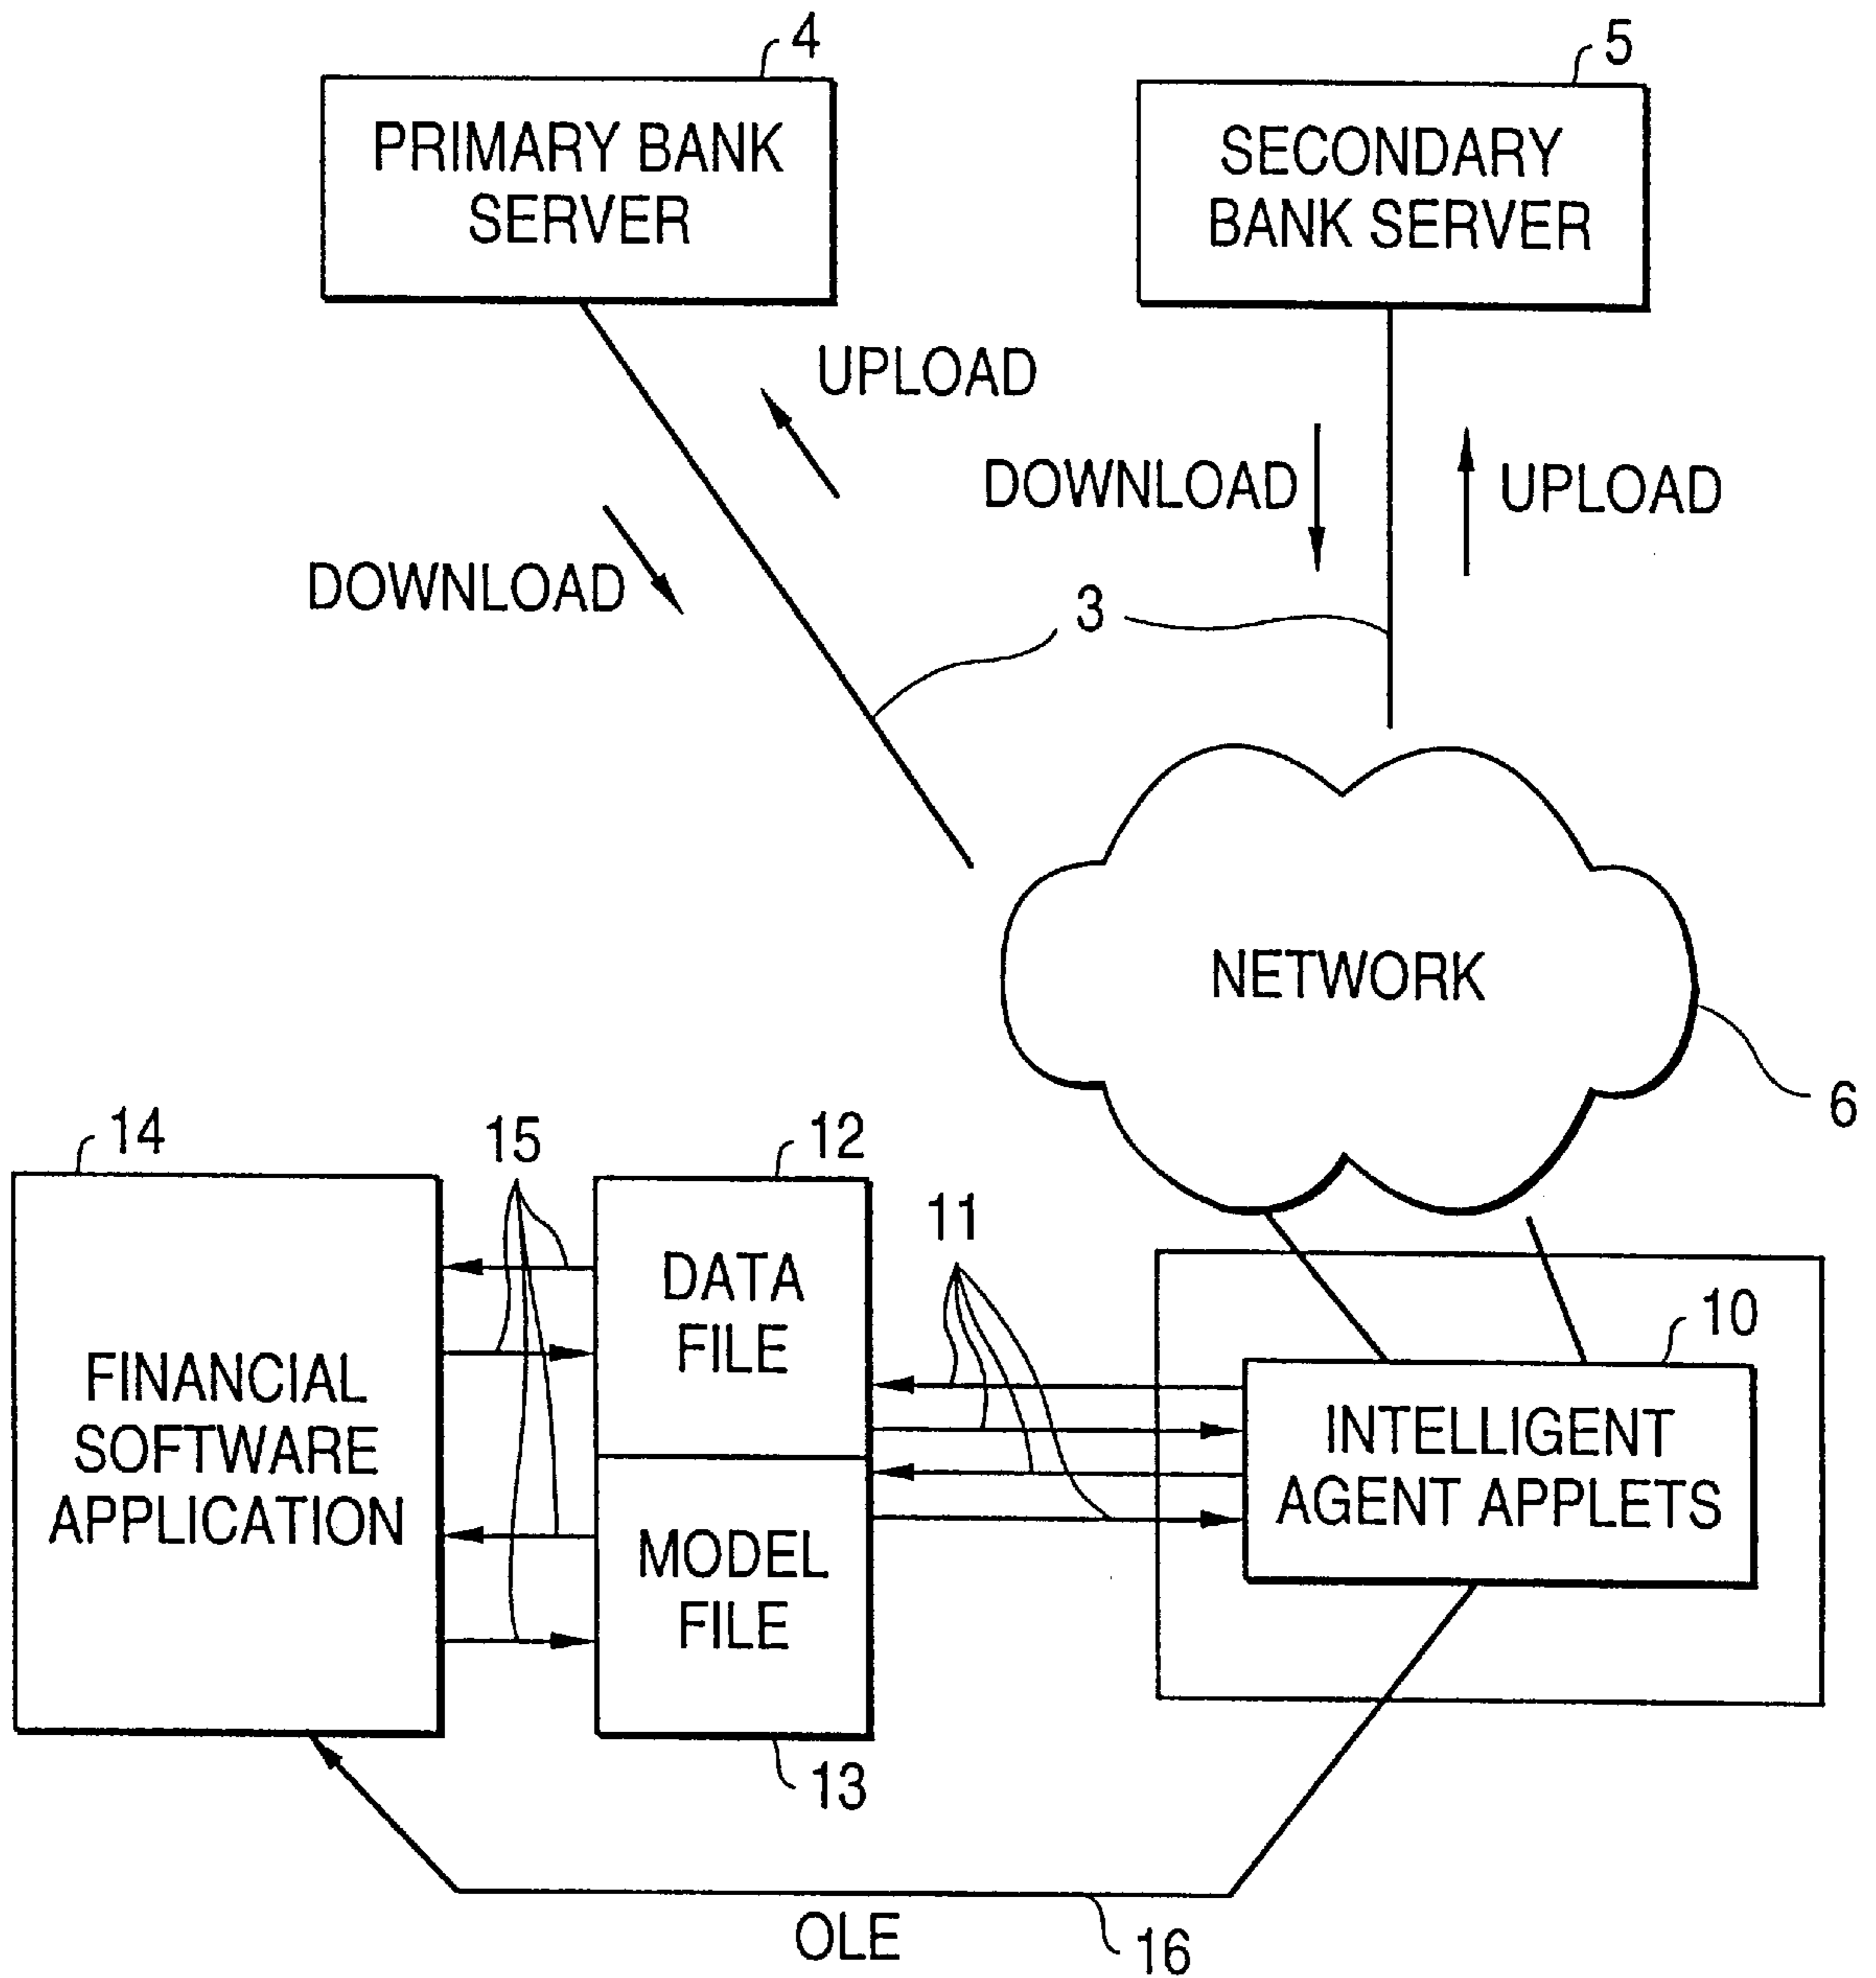 4
5
PRIMARY BANK
SERVER
SECONDARY
BANK SERVER
UPLOAD
DOWNLOAD
UPLOAD
DOWNLOAD
3
NETWORK
6
14
15
12
11
DATA
FILE
10
FINANCIAL
SOFTWARE
APPLICATION
INTELLIGENT
AGENT APPLETS
MODEL
FILE
13
OLE
16